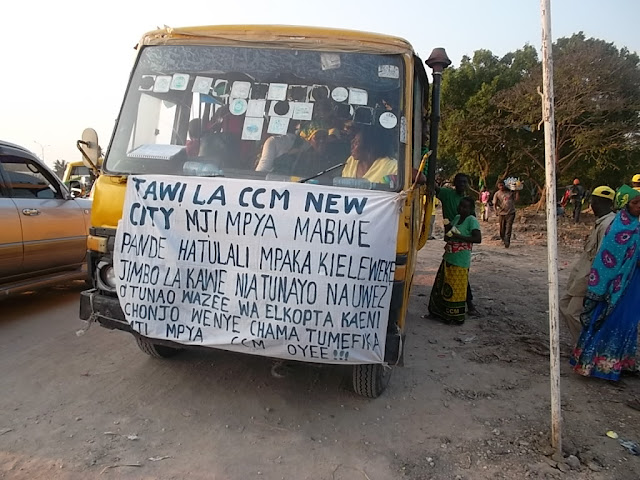 TAWI LA CCM NEW
CITY MJI MPYA MABWE
PANDE HATULALI MPAKA KIELEWEKE
JIMBO LA KAWE NIA TUNAYO NA UWEZ
O TUNAO WAZEE WA ELKOPTA KAENI
CHONJO WENYE CHAMA TUMEFIKA
MJI MPYA CCM OYEE!!!